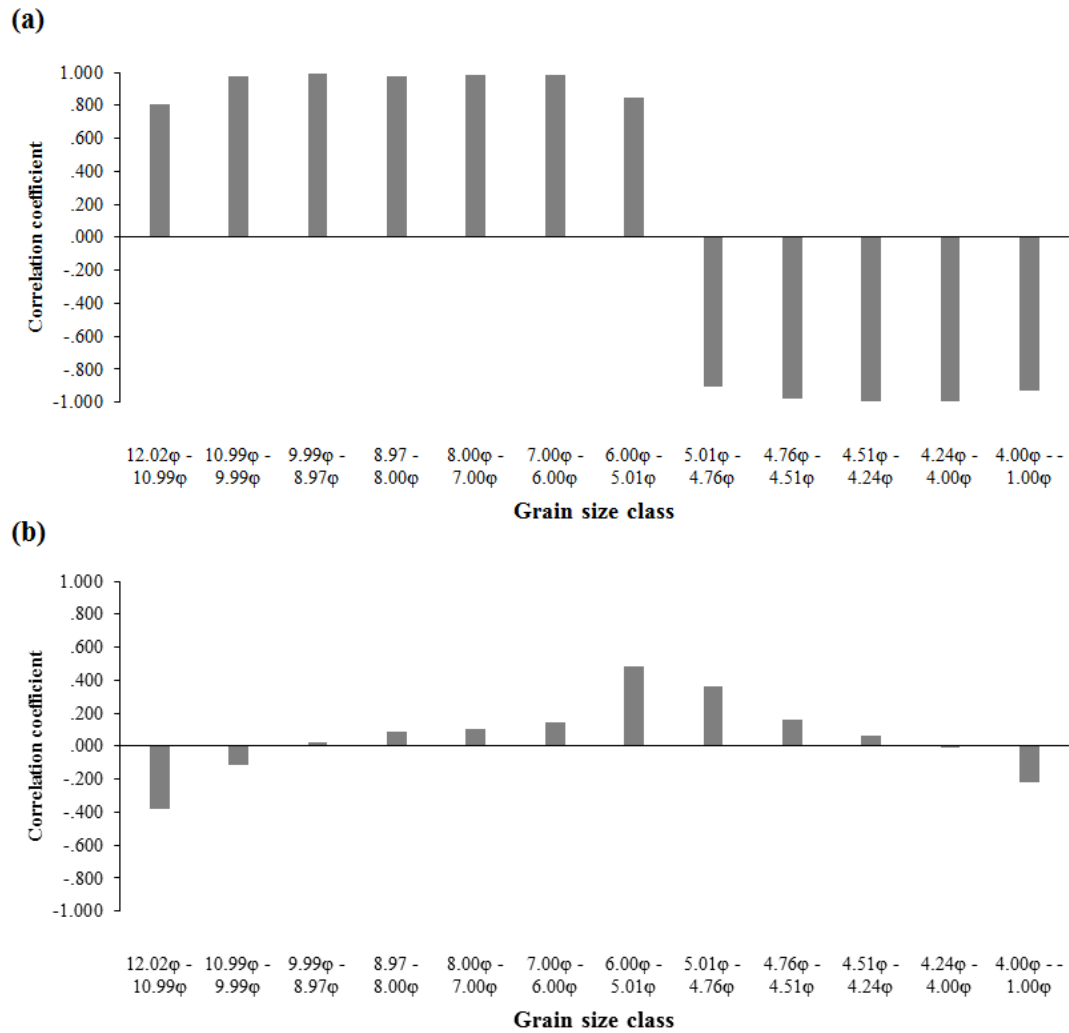 (a)
Correlation coefficient
1.000
.800
.600
.400
.200
.000
-.200
-.400
-.600
-.800
-1.000
12.02φ - 10.99φ - 9.99φ - 8.97 - 8.00φ - 7.00φ - 6.00φ - 5.01φ - 4.76φ - 4.51φ - 4.24φ - 4.00φ - -
10.99φ 9.99φ 8.97φ 8.00φ 7.00φ 6.00φ 5.01φ 4.76φ 4.51φ 4.24φ 4.00φ 1.00φ
Grain size class
(b)
Correlation coefficient
1.000
.800
.600
.400
.200
.000
-.200
-.400
-.600
-.800
-1.000
12.02φ - 10.99φ - 9.99φ - 8.97 - 8.00φ - 7.00φ - 6.00φ - 5.01φ - 4.76φ - 4.51φ - 4.24φ - 4.00φ - -
10.99φ 9.99φ 8.97φ 8.00φ 7.00φ 6.00φ 5.01φ 4.76φ 4.51φ 4.24φ 4.00φ 1.00φ
Grain size class